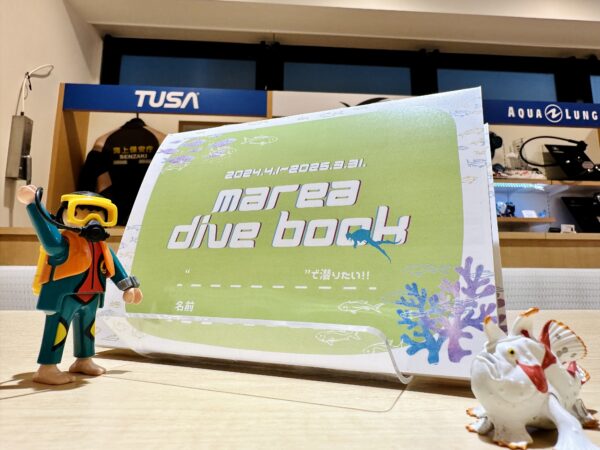 TUSA
AQUA LUNG
海上保安庁
SENZAKI
2024.4.1~2025.3.31.
marea
dive book
“ ”で潜りたい!!
名前